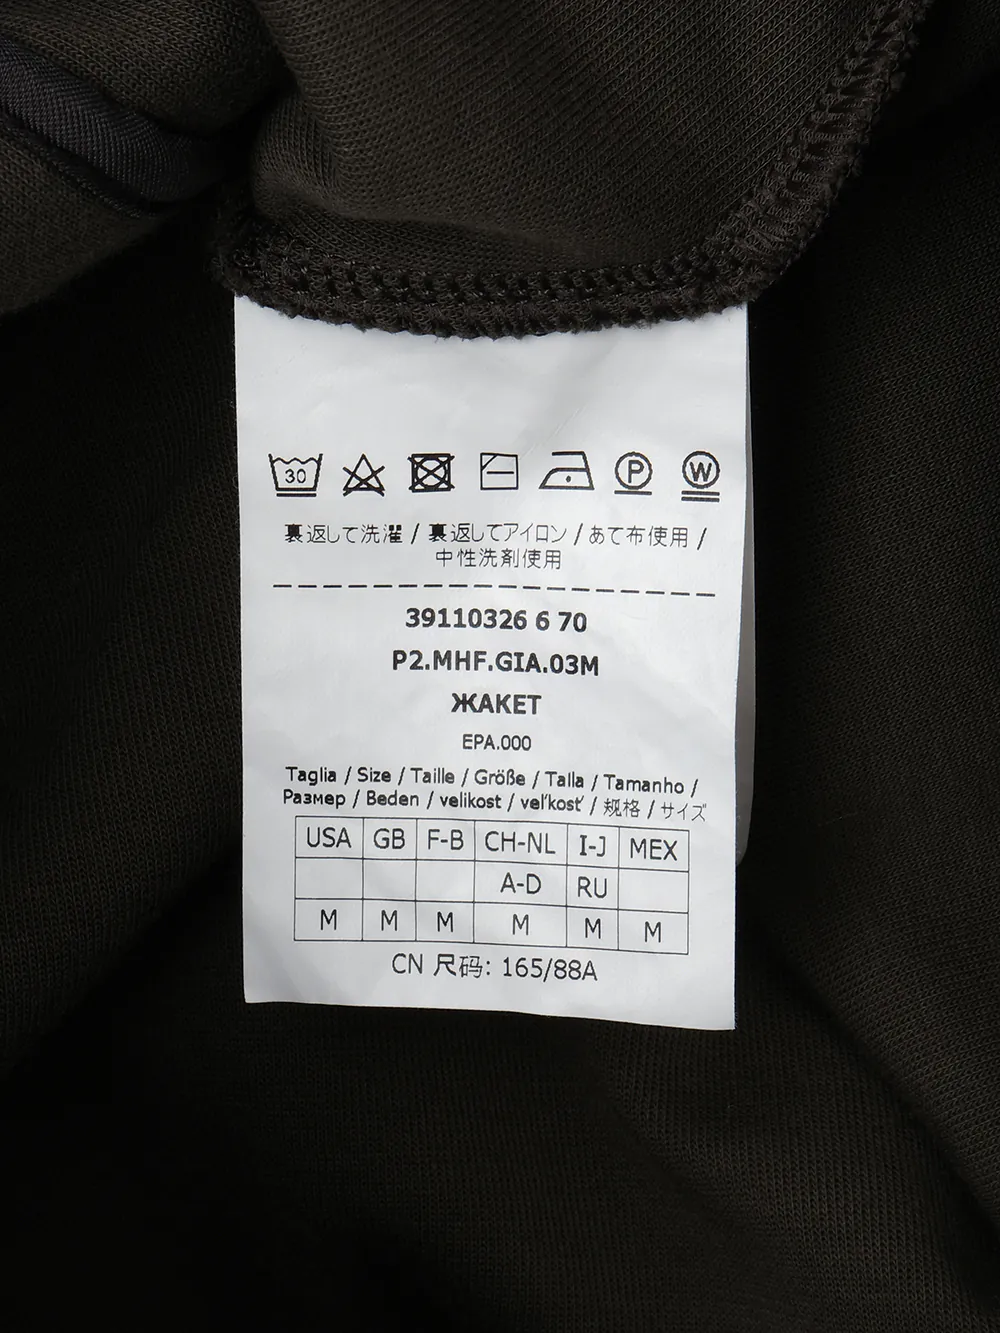 30 P W
裏返して洗濯 / 裏返してアイロン / あて布使用 /
中性洗剤使用
39110326 6 70
P2.MHF.GIA.03M
ЖАКЕТ
EPA.000
Taglia / Size / Taille / Größe / Talla / Tamanho /
Размер / Beden / velikost / veľkosť / 规格 / サイズ
USA GB F-B CH-NL I-J MEX
A-D RU
M M M M M M
CN 尺码: 165/88A